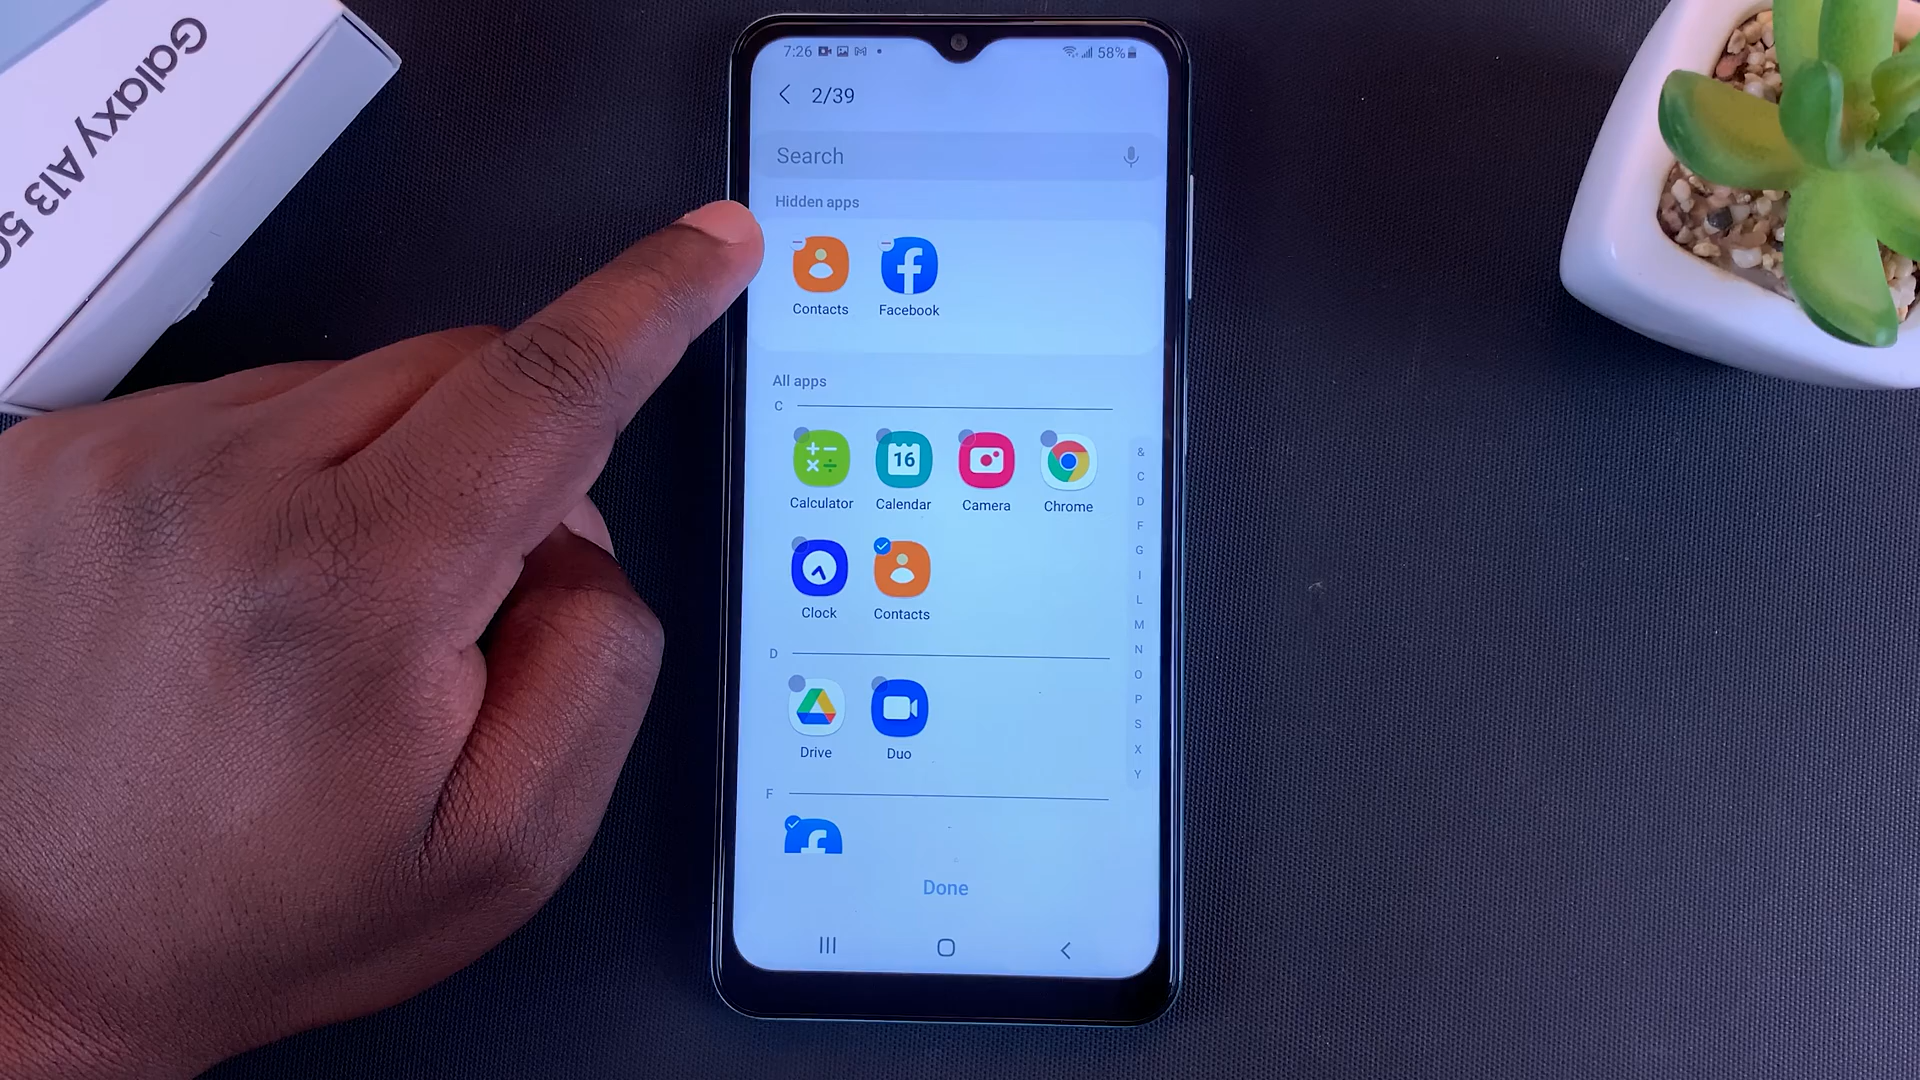 Galaxy A13 5G
7:26 58%
2/39
Search
Hidden apps
Contacts Facebook
All apps
C
16
Calculator Calendar Camera Chrome
Clock Contacts
D
Drive Duo
F
&
C
D
F
G
I
L
M
N
O
P
S
X
Y
Done